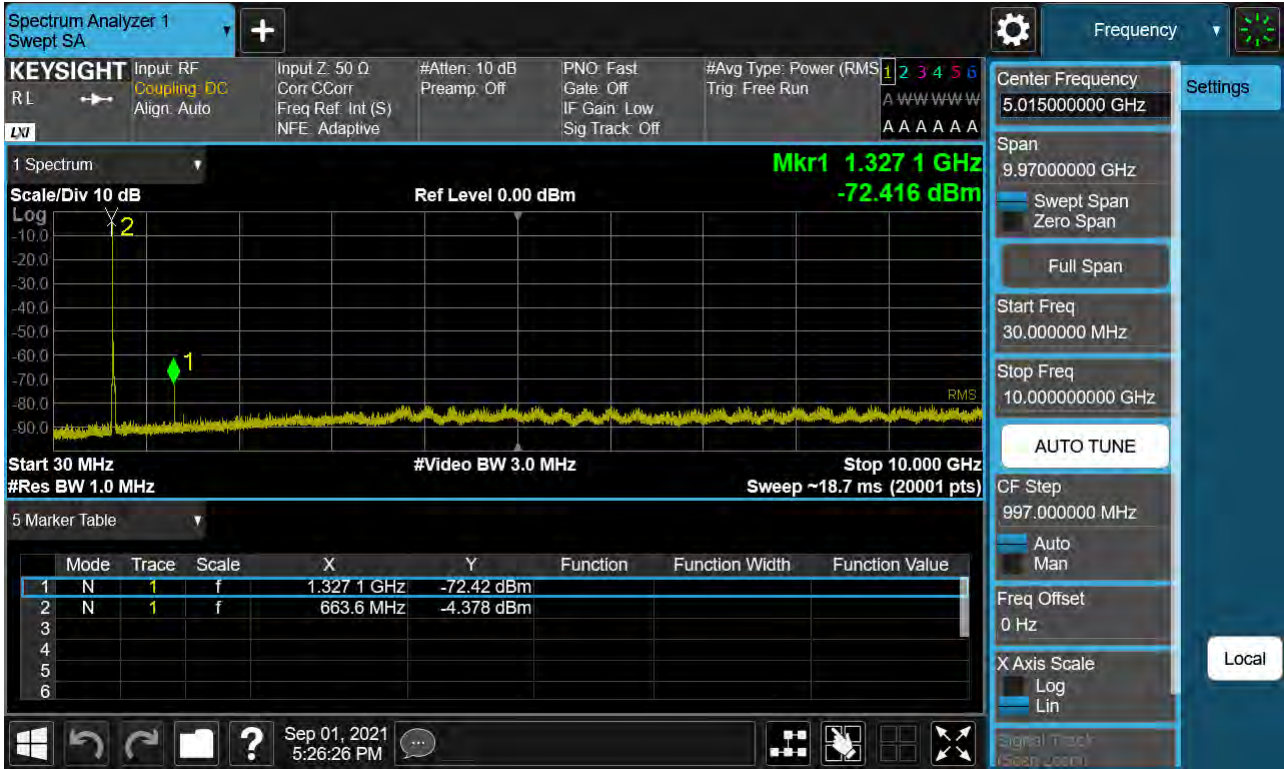 Spectrum Analyzer 1
Swept SA
+
Frequency
KEYSIGHT
R L
LXI
Input: RF
Coupling: DC
Align: Auto
Input Z: 50 Ω
Corr CCorr
Freq Ref: Int (S)
NFE: Adaptive
#Atten: 10 dB
Preamp: Off
PNO: Fast
Gate: Off
IF Gain: Low
Sig Track: Off
#Avg Type: Power (RMS
Trig: Free Run
1 2 3 4 5 6
A W W W W W
A A A A A A
1 Spectrum
Mkr1 1.327 1 GHz
-72.416 dBm
Scale/Div 10 dB
Ref Level 0.00 dBm
Log
-10.0
-20.0
-30.0
-40.0
-50.0
-60.0
-70.0
-80.0
-90.0
2
1
RMS
Start 30 MHz
#Video BW 3.0 MHz
Stop 10.000 GHz
#Res BW 1.0 MHz
Sweep ~18.7 ms (20001 pts)
5 Marker Table
Mode Trace Scale X Y Function Function Width Function Value
1 N 1 f 1.327 1 GHz -72.42 dBm
2 N 1 f 663.6 MHz -4.378 dBm
3
4
5
6
?
Sep 01, 2021
5:26:26 PM
Center Frequency
5.015000000 GHz
Settings
Span
9.97000000 GHz
Swept Span
Zero Span
Full Span
Start Freq
30.000000 MHz
Stop Freq
10.000000000 GHz
AUTO TUNE
CF Step
997.000000 MHz
Auto
Man
Freq Offset
0 Hz
X Axis Scale
Log
Lin
Local
Signal Track
(Span Zoom)